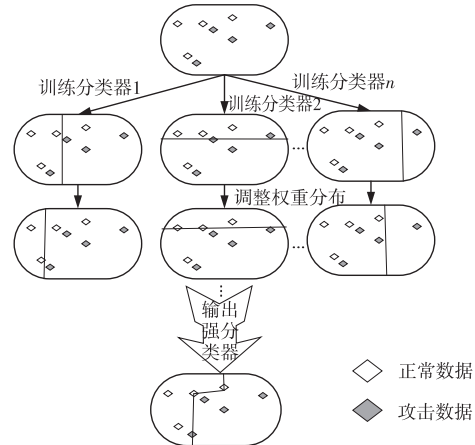 训练分类器1
训练分类器n
训练分类器2
...
调整权重分布
...
输出
强分
类器
正常数据
攻击数据